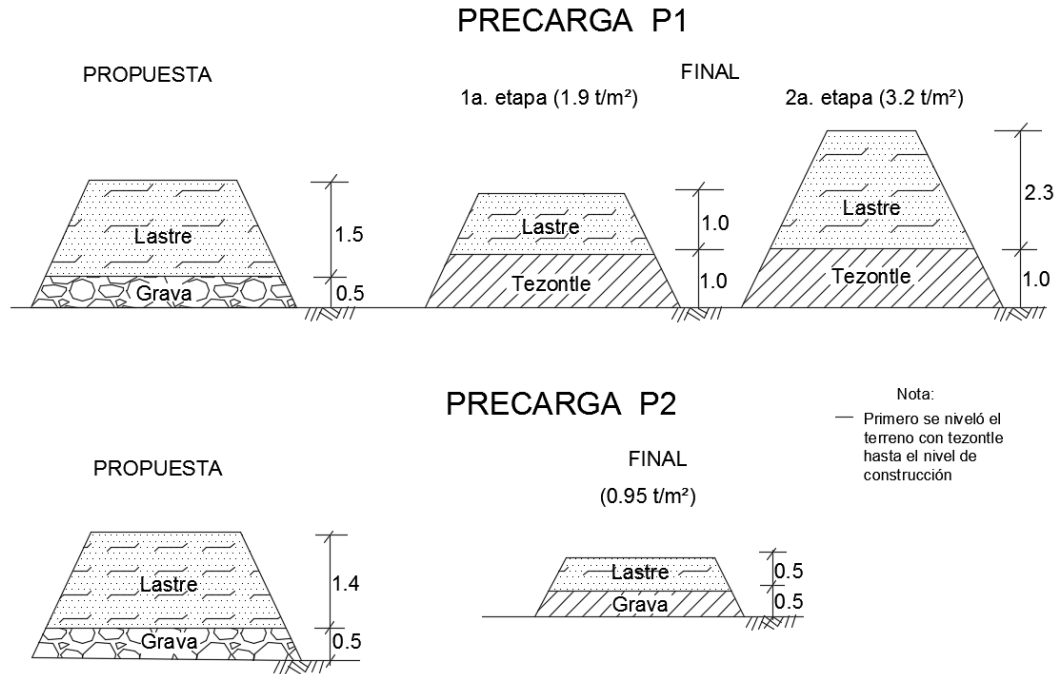 PRECARGA P1
PROPUESTA
FINAL
1a. etapa (1.9 t/m²)
2a. etapa (3.2 t/m²)
Lastre
1.5
Grava
0.5
Lastre
1.0
Tezontle
1.0
Lastre
2.3
Tezontle
1.0
PRECARGA P2
PROPUESTA
FINAL
(0.95 t/m²)
Lastre
1.4
Grava
0.5
Lastre
0.5
Grava
0.5
Nota:
— Primero se niveló el
terreno con tezontle
hasta el nivel de
construcción